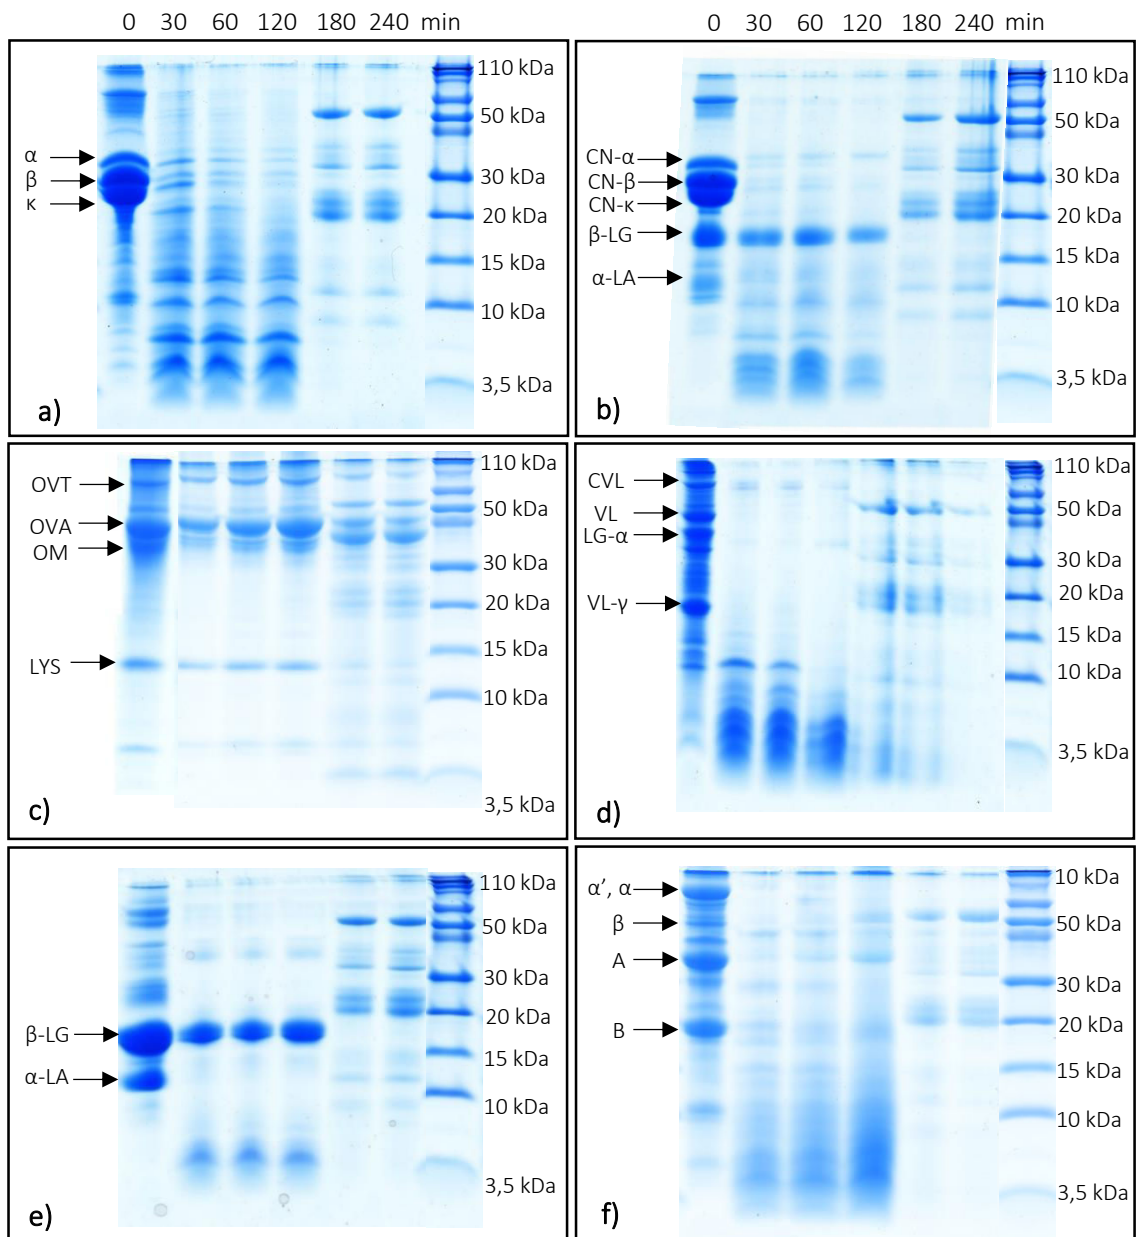 0 30 60 120 180 240 min
0 30 60 120 180 240 min
110 kDa
50 kDa
α
30 kDa
β
κ
20 kDa
15 kDa
10 kDa
3,5 kDa
a)
110 kDa
50 kDa
CN-α
30 kDa
CN-β
CN-κ
20 kDa
β-LG
15 kDa
α-LA
10 kDa
3,5 kDa
b)
110 kDa
OVT
50 kDa
OVA
OM
30 kDa
20 kDa
15 kDa
LYS
10 kDa
3,5 kDa
c)
110 kDa
CVL
VL
50 kDa
LG-α
30 kDa
20 kDa
VL-γ
15 kDa
10 kDa
3,5 kDa
d)
110 kDa
50 kDa
30 kDa
20 kDa
β-LG
15 kDa
α-LA
10 kDa
3,5 kDa
e)
10 kDa
α’, α
β
50 kDa
A
30 kDa
20 kDa
B
15 kDa
10 kDa
3,5 kDa
f)